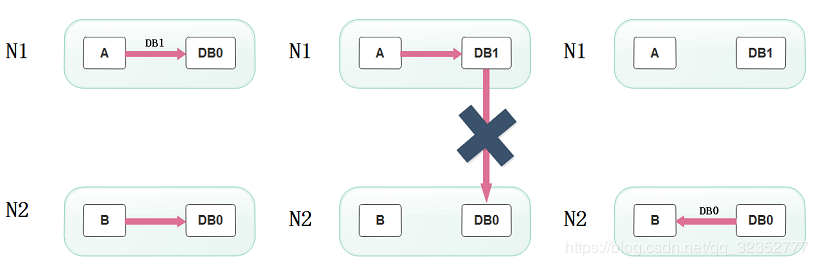 N1 A DB1 DB0 N1 A DB1 N1 A DB1
N2 B DB0 N2 B DB0 N2 B DB0 DB0
https://blog.csdn.net/qq_32352777